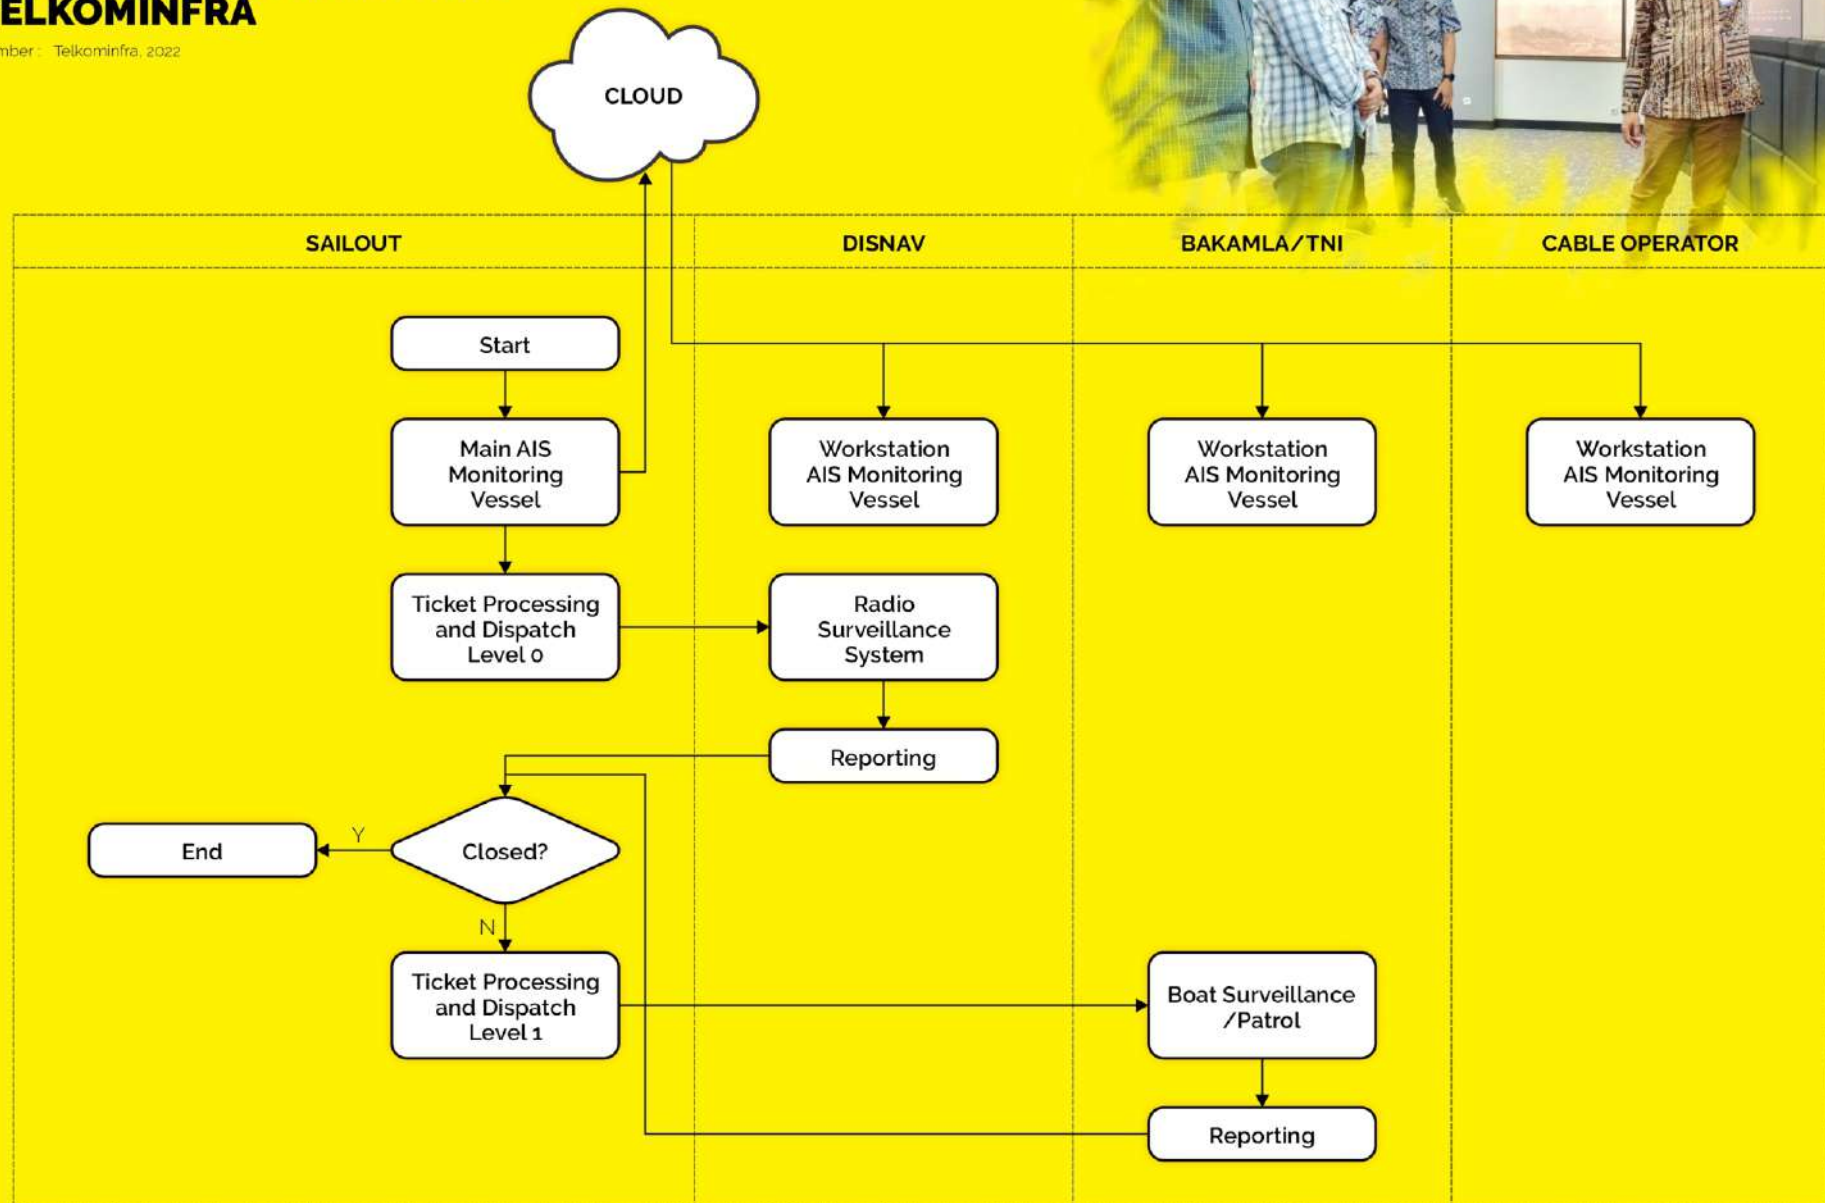 ELKOMINFRA
mber : Telkominfra, 2022
CLOUD
SAILOUT
DISNAV
BAKAMLA/TNI
CABLE OPERATOR
Start
Main AIS
Monitoring
Vessel
Workstation
AIS Monitoring
Vessel
Workstation
AIS Monitoring
Vessel
Workstation
AIS Monitoring
Vessel
Ticket Processing
and Dispatch
Level 0
Radio
Surveillance
System
Reporting
End
Y
Closed?
N
Ticket Processing
and Dispatch
Level 1
Boat Surveillance
/Patrol
Reporting